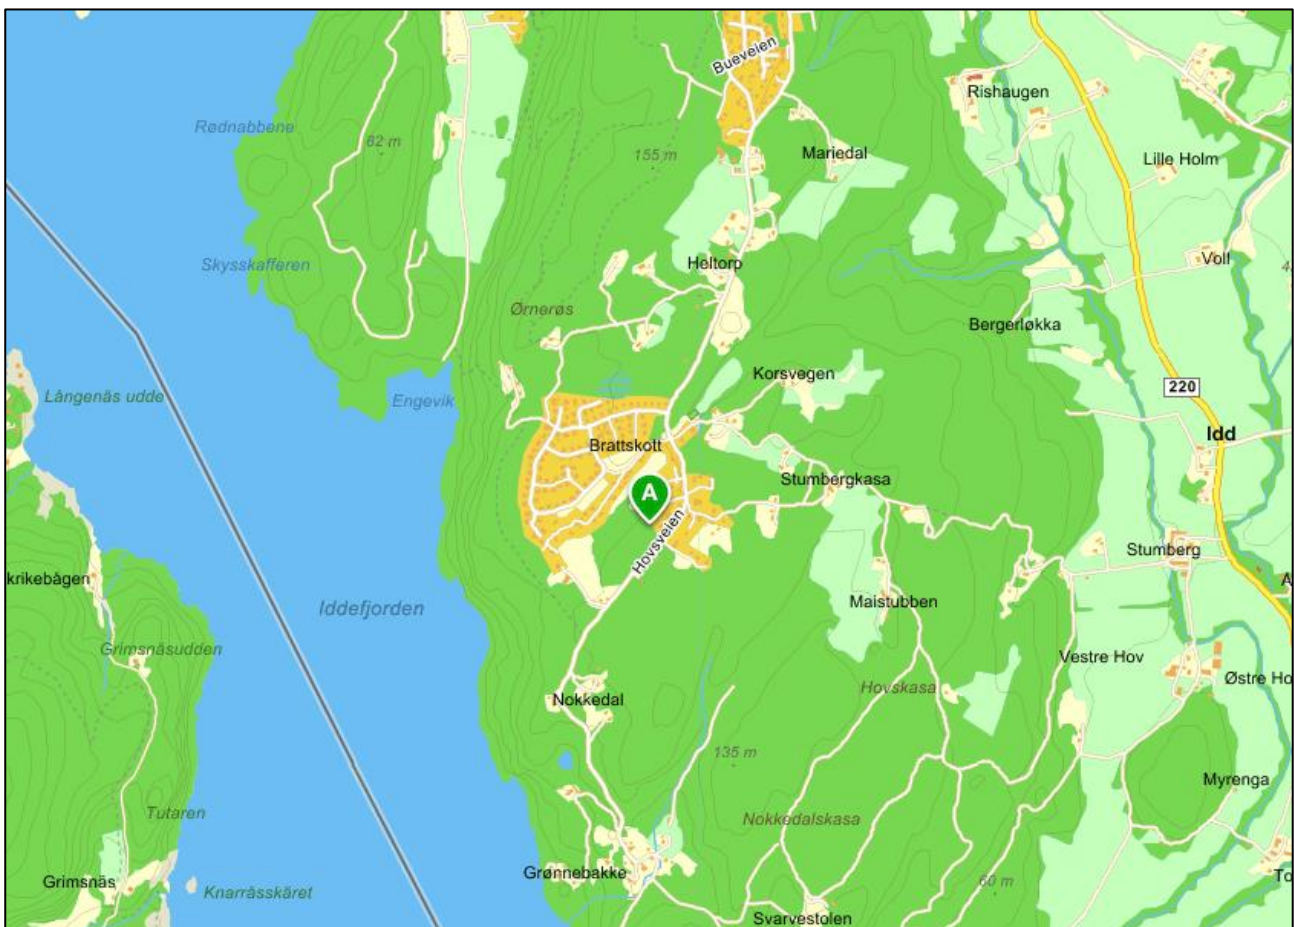 Bueveien
Rishaugen
Rødnabbene
82 m
155 m
Mariedal
Lille Holm
Skysskafferen
Heltorp
Voll
Ørnerøs
Bergerløkka
Korsvegen
220
Långenäs udde
Engevik
Idd
Brattskott
A
Stumbergkasa
Hovsveien
Stumberg
krikebågen
A
Iddefjorden
Maistubben
Grimsnäsudden
Vestre Hov
Østre Ho
Hovskasa
Nokkedal
135 m
Myrenga
Tutaren
Nokkedalskasa
Grønnebakke
Grimsnäs
Knarråsskäret
60 m
To
Svarvestolen